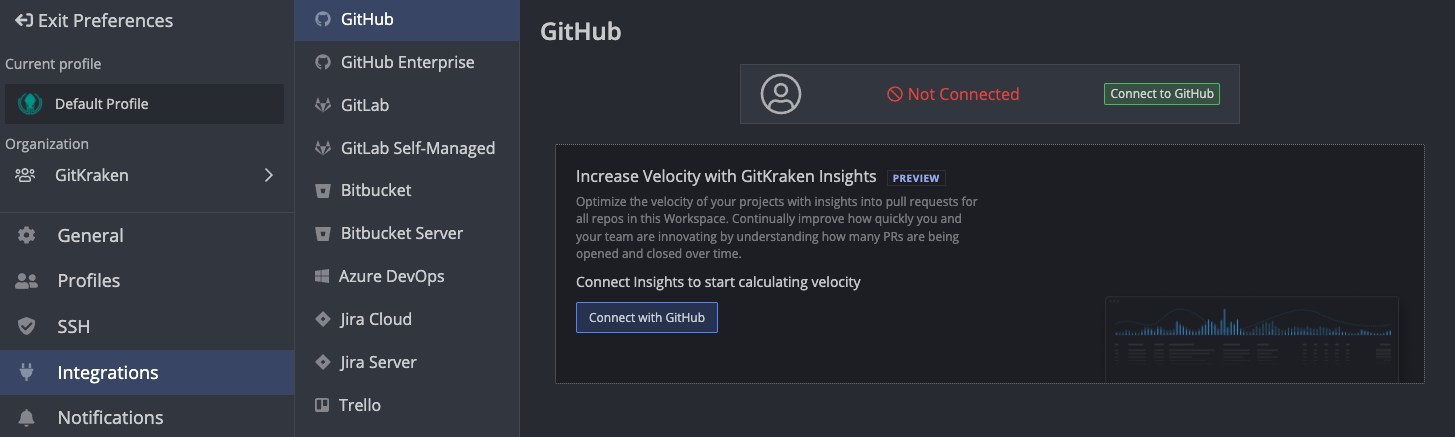 Exit Preferences
Current profile
Default Profile
Organization
GitKraken
General
Profiles
SSH
Integrations
Notifications
GitHub
GitHub Enterprise
GitLab
GitLab Self-Managed
Bitbucket
Bitbucket Server
Azure DevOps
Jira Cloud
Jira Server
Trello
GitHub
Not Connected
Connect to GitHub
Increase Velocity with GitKraken Insights PREVIEW
Optimize the velocity of your projects with insights into pull requests for
all repos in this Workspace. Continually improve how quickly you and
your team are innovating by understanding how many PRs are being
opened and closed over time.
Connect Insights to start calculating velocity
Connect with GitHub